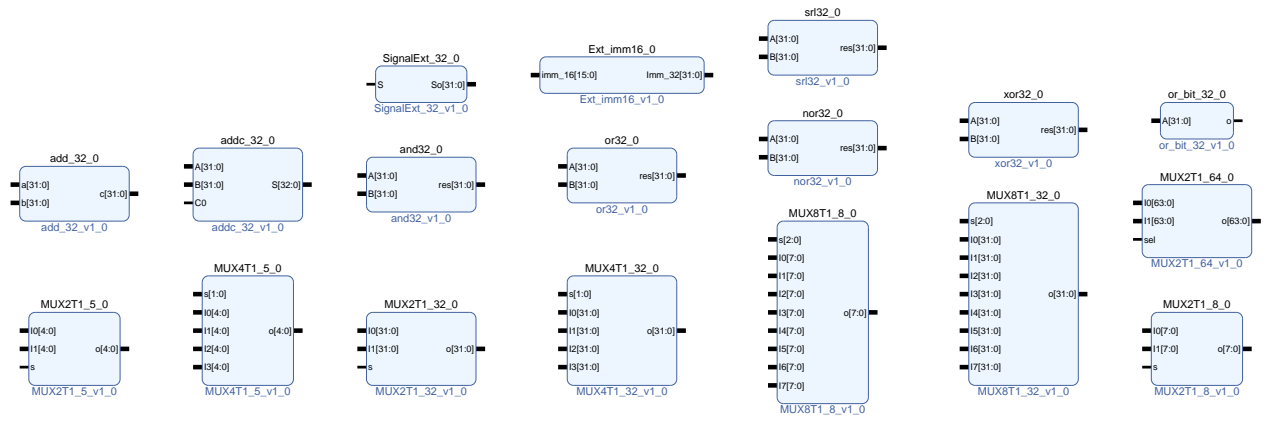 srl32_0
A[31:0]
B[31:0]
res[31:0]
srl32_v1_0
SignalExt_32_0
S
So[31:0]
SignalExt_32_v1_0
Ext_imm16_0
imm_16[15:0]
Imm_32[31:0]
Ext_imm16_v1_0
add_32_0
a[31:0]
b[31:0]
c[31:0]
add_32_v1_0
addc_32_0
A[31:0]
B[31:0]
C0
S[32:0]
addc_32_v1_0
and32_0
A[31:0]
B[31:0]
res[31:0]
and32_v1_0
or32_0
A[31:0]
B[31:0]
res[31:0]
or32_v1_0
nor32_0
A[31:0]
B[31:0]
res[31:0]
nor32_v1_0
xor32_0
A[31:0]
B[31:0]
res[31:0]
xor32_v1_0
or_bit_32_0
A[31:0]
o
or_bit_32_v1_0
MUX2T1_64_0
I0[63:0]
I1[63:0]
sel
o[63:0]
MUX2T1_64_v1_0
MUX2T1_5_0
I0[4:0]
I1[4:0]
s
o[4:0]
MUX2T1_5_v1_0
MUX4T1_5_0
s[1:0]
I0[4:0]
I1[4:0]
I2[4:0]
I3[4:0]
o[4:0]
MUX4T1_5_v1_0
MUX2T1_32_0
I0[31:0]
I1[31:0]
s
o[31:0]
MUX2T1_32_v1_0
MUX4T1_32_0
s[1:0]
I0[31:0]
I1[31:0]
I2[31:0]
I3[31:0]
o[31:0]
MUX4T1_32_v1_0
MUX8T1_8_0
s[2:0]
I0[7:0]
I1[7:0]
I2[7:0]
I3[7:0]
I4[7:0]
I5[7:0]
I6[7:0]
I7[7:0]
o[7:0]
MUX8T1_8_v1_0
MUX8T1_32_0
s[2:0]
I0[31:0]
I1[31:0]
I2[31:0]
I3[31:0]
I4[31:0]
I5[31:0]
I6[31:0]
I7[31:0]
o[31:0]
MUX8T1_32_v1_0
MUX2T1_8_0
I0[7:0]
I1[7:0]
s
o[7:0]
MUX2T1_8_v1_0